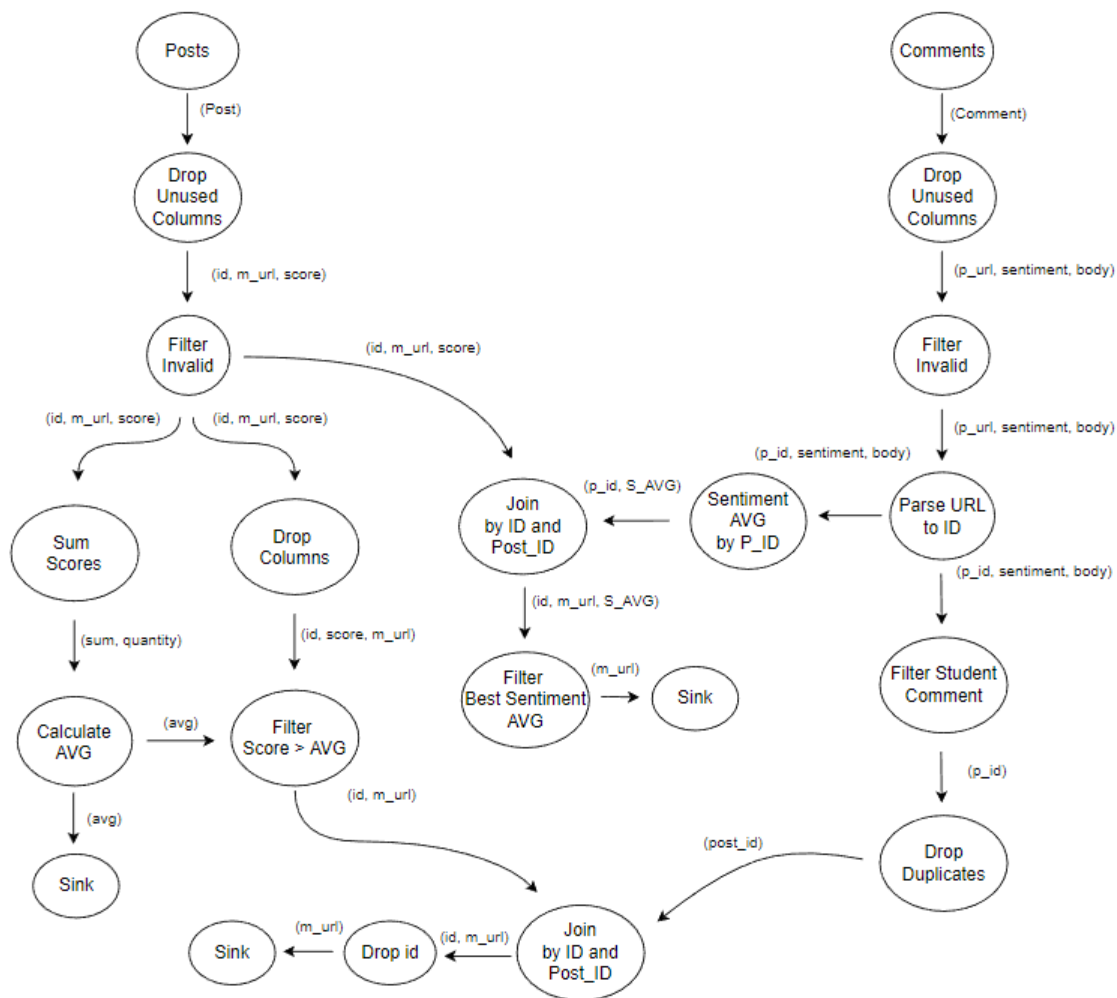 Posts
Comments
(Post)
(Comment)
Drop
Unused
Columns
Drop
Unused
Columns
(id, m_url, score)
(p_url, sentiment, body)
Filter
Invalid
(id, m_url, score)
Filter
Invalid
(id, m_url, score)
(id, m_url, score)
(p_url, sentiment, body)
(p_id, sentiment, body)
(p_id, S_AVG)
Join
by ID and
Post_ID
Sentiment
AVG
by P_ID
Parse URL
to ID
Sum
Scores
Drop
Columns
(p_id, sentiment, body)
(id, m_url, S_AVG)
(sum, quantity)
(id, score, m_url)
Filter
Best Sentiment
AVG
(m_url)
Sink
Filter Student
Comment
Calculate
AVG
(avg)
Filter
Score > AVG
(p_id)
(id, m_url)
(avg)
(post_id)
Drop
Duplicates
Sink
Sink
(m_url)
Drop id
(id, m_url)
Join
by ID and
Post_ID